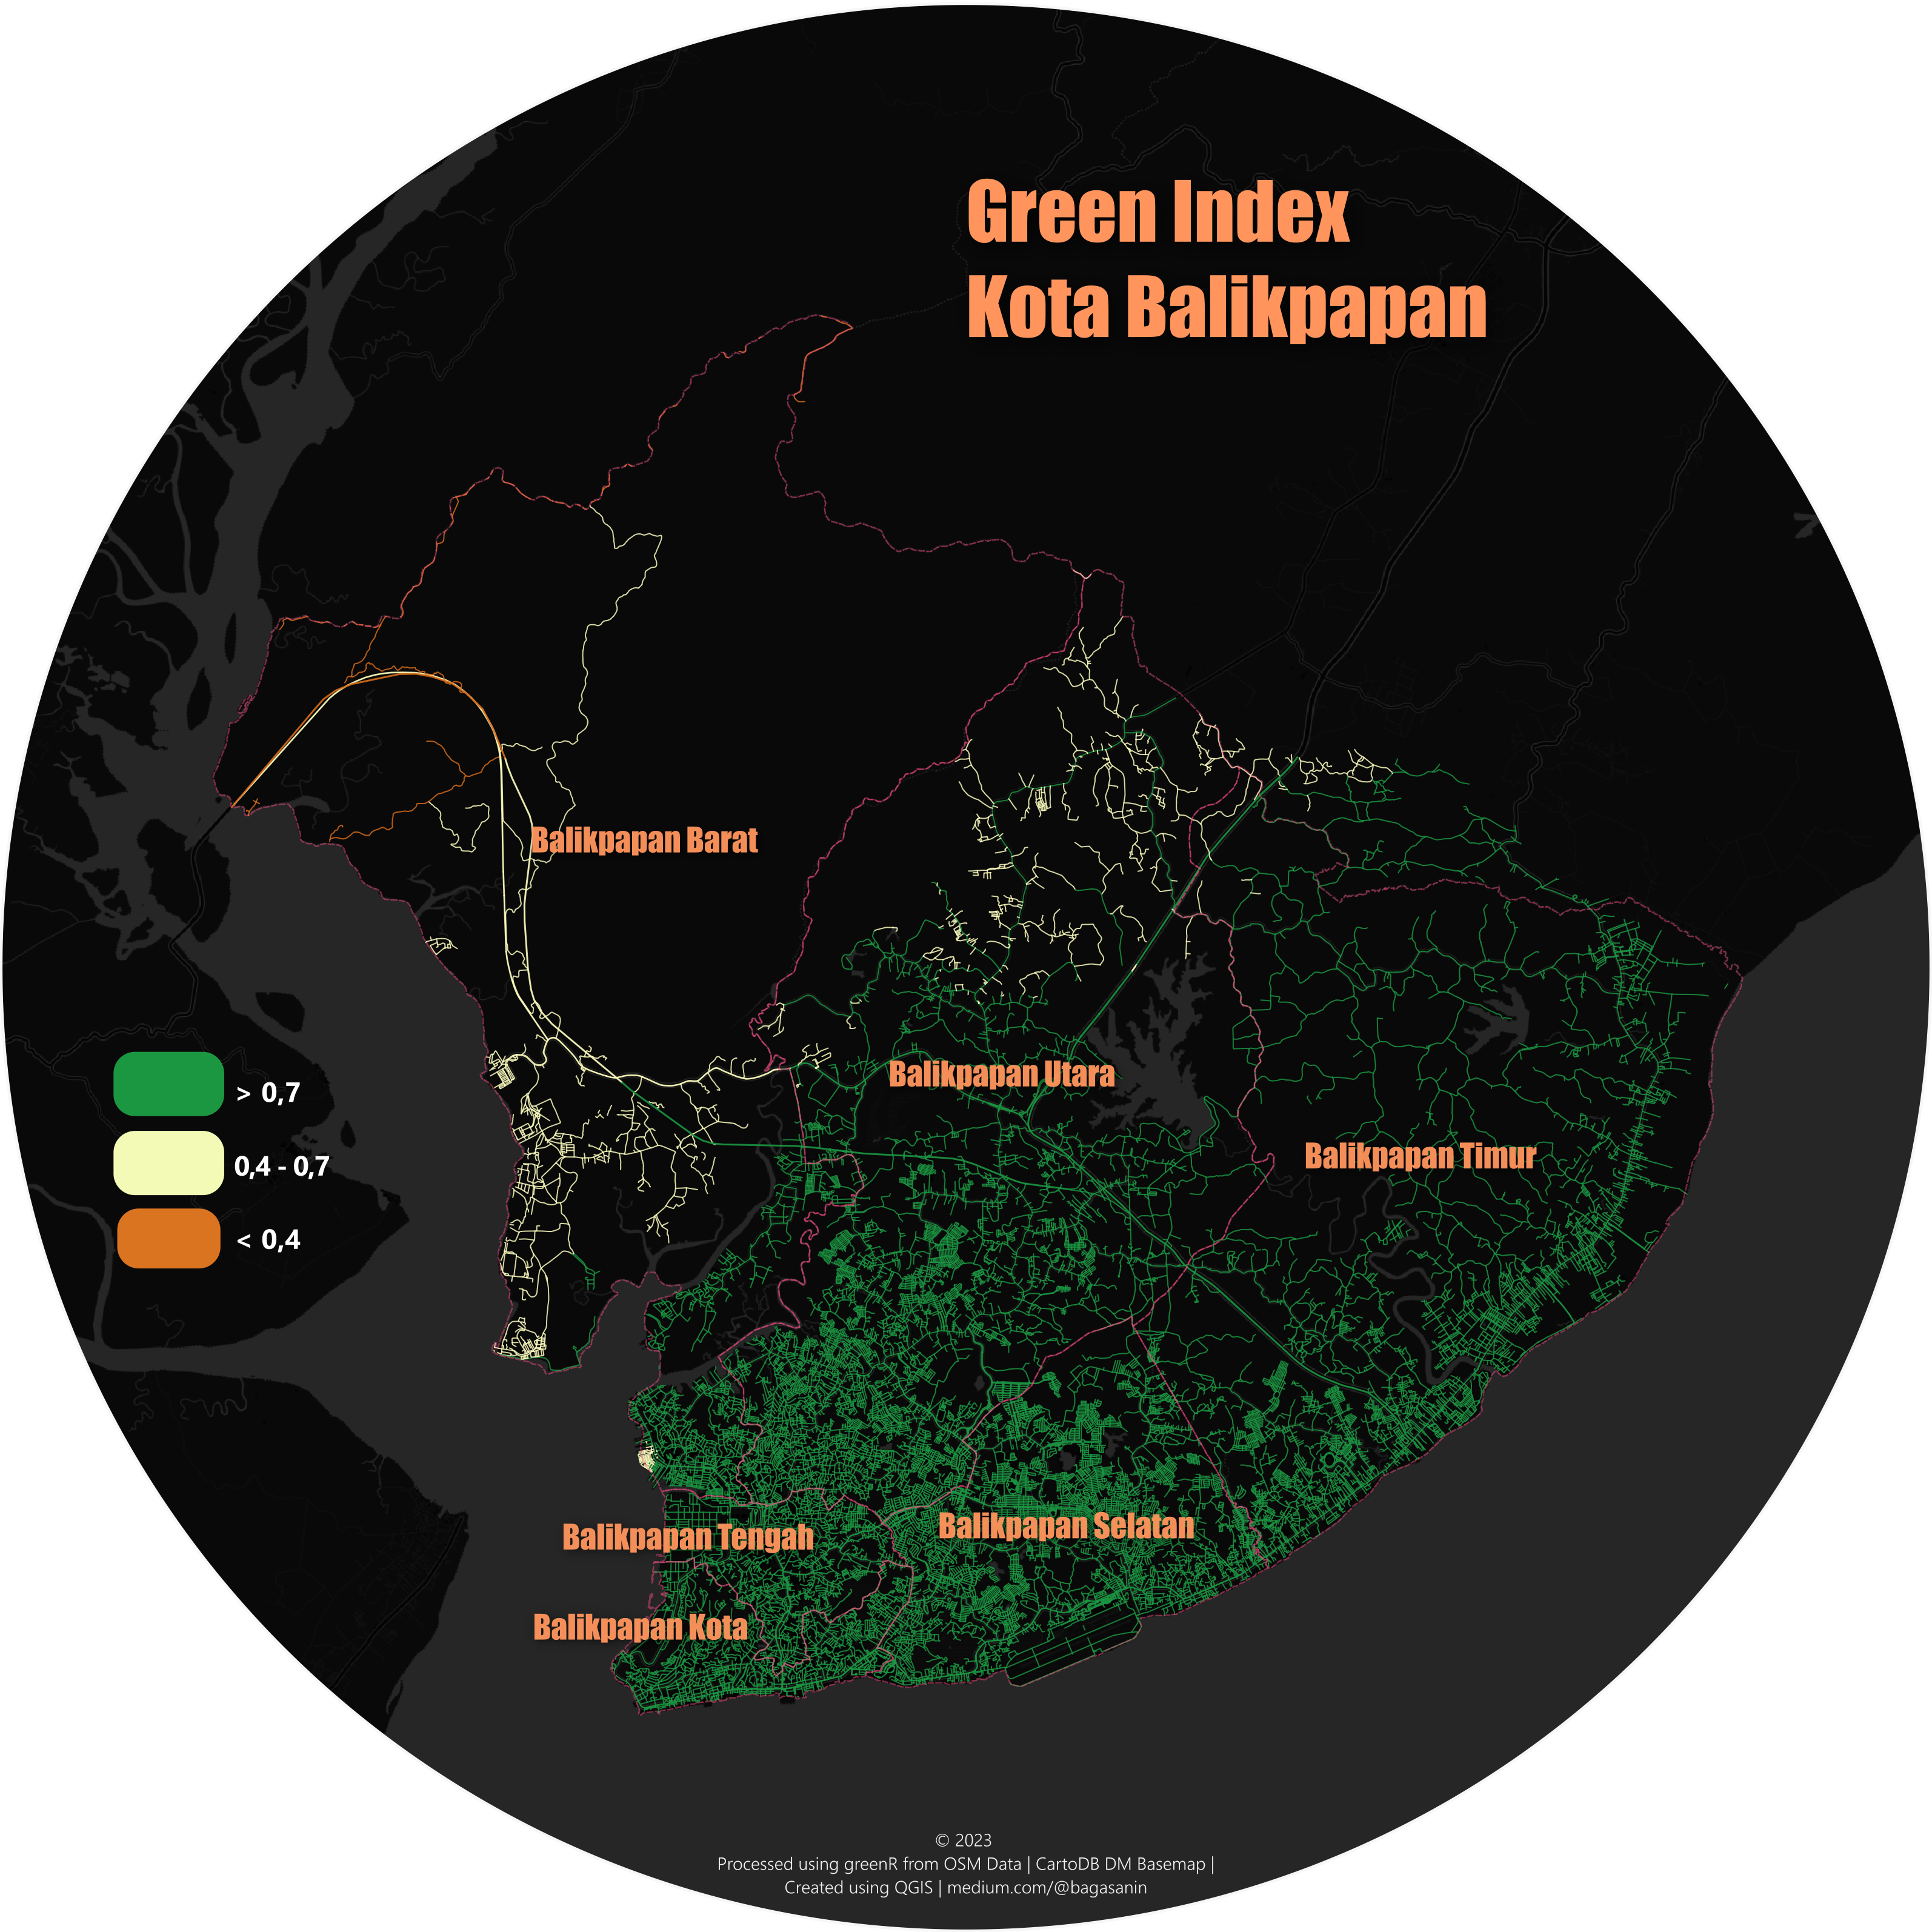 Green Index
Kota Balikpapan
Balikpapan Barat
Balikpapan Utara
> 0,7
0,4 - 0,7
< 0,4
Balikpapan Timur
Balikpapan Selatan
Balikpapan Tengah
Balikpapan Kota
© 2023
Processed using greenR from OSM Data | CartoDB DM Basemap |
Created using QGIS | medium.com/@bagasanin